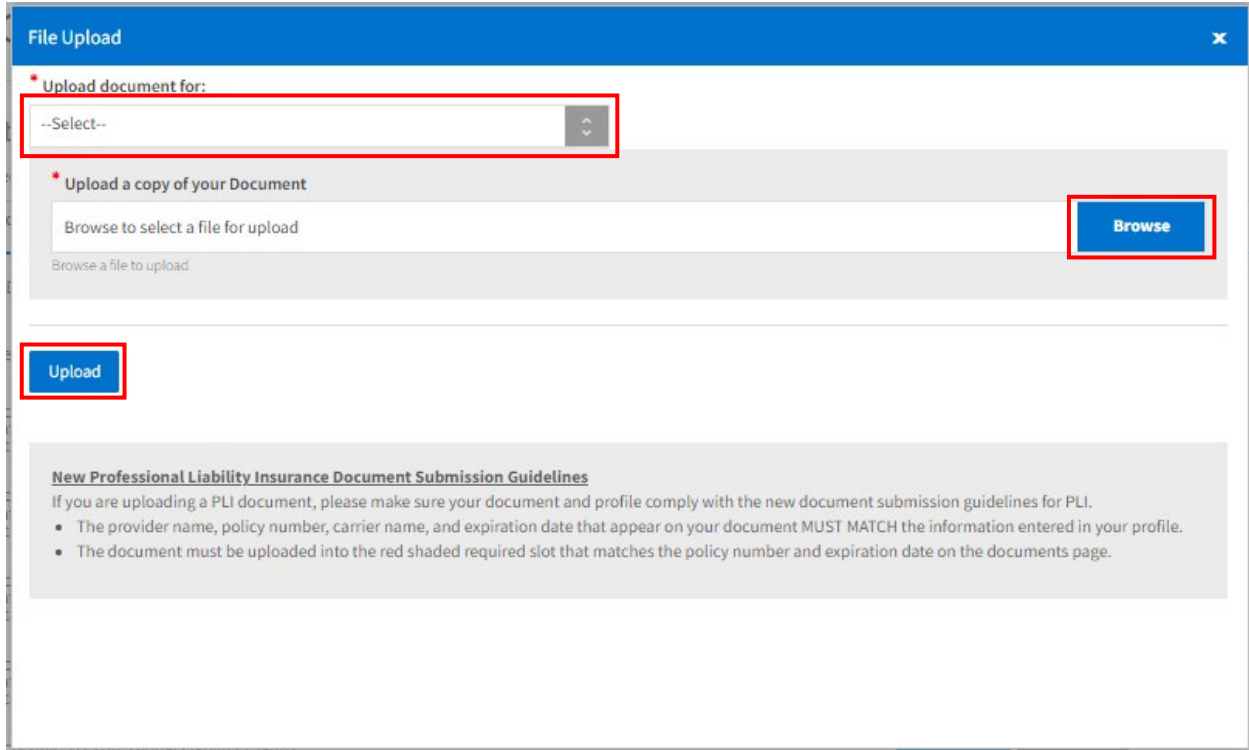 File Upload
x
* Upload document for:
--Select--
* Upload a copy of your Document
Browse to select a file for upload
Browse
Browse a file to upload
Upload
New Professional Liability Insurance Document Submission Guidelines
If you are uploading a PLI document, please make sure your document and profile comply with the new document submission guidelines for PLI.
• The provider name, policy number, carrier name, and expiration date that appear on your document MUST MATCH the information entered in your profile.
• The document must be uploaded into the red shaded required slot that matches the policy number and expiration date on the documents page.